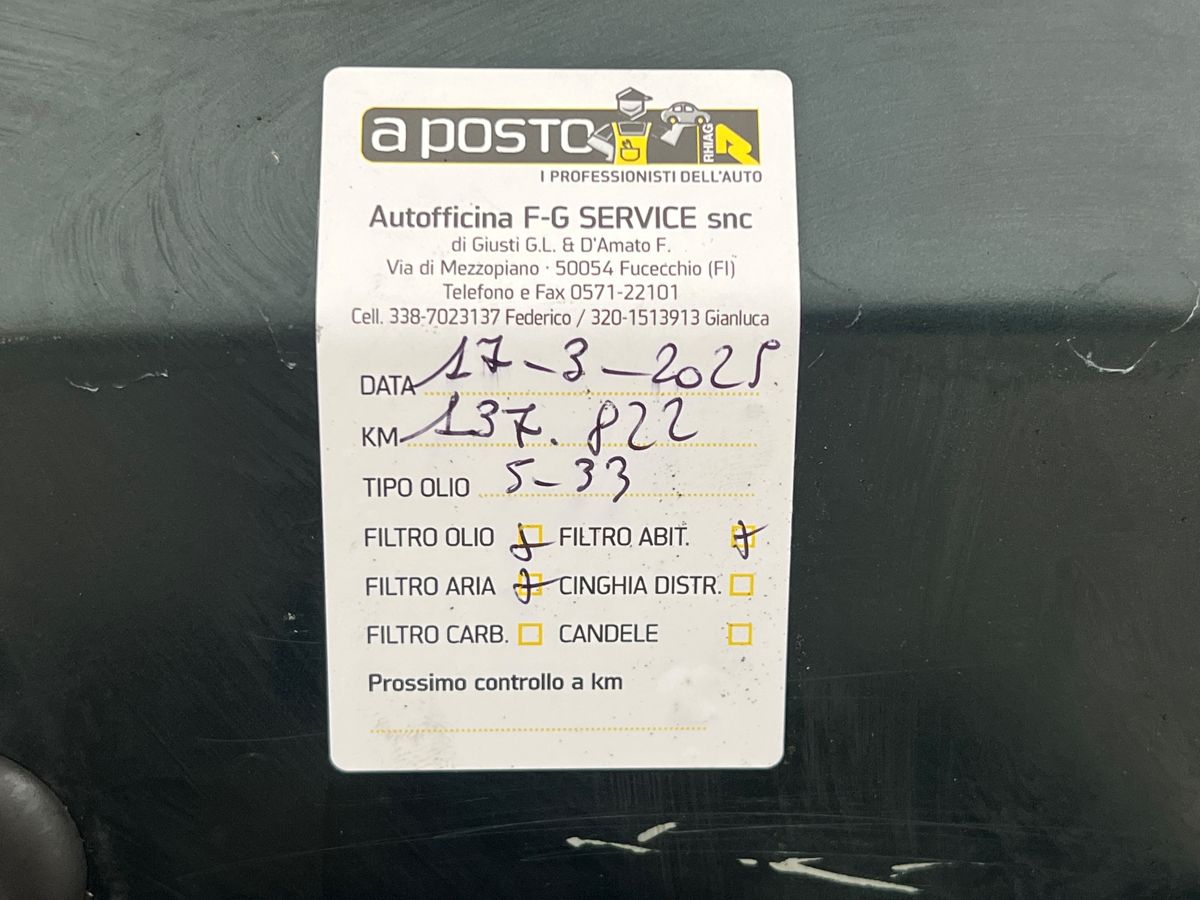 a POSTO
RHIAG
I PROFESSIONISTI DELL'AUTO
Autofficina F-G SERVICE snc
di Giusti G.L. & D'Amato F.
Via di Mezzopiano · 50054 Fucecchio (FI)
Telefono e Fax 0571-22101
Cell. 338-7023137 Federico / 320-1513913 Gianluca
DATA 17-3-2025
KM 137.822
TIPO OLIO 5-33
FILTRO OLIO FILTRO ABIT.
FILTRO ARIA CINGHIA DISTR.
FILTRO CARB. CANDELE
Prossimo controllo a km